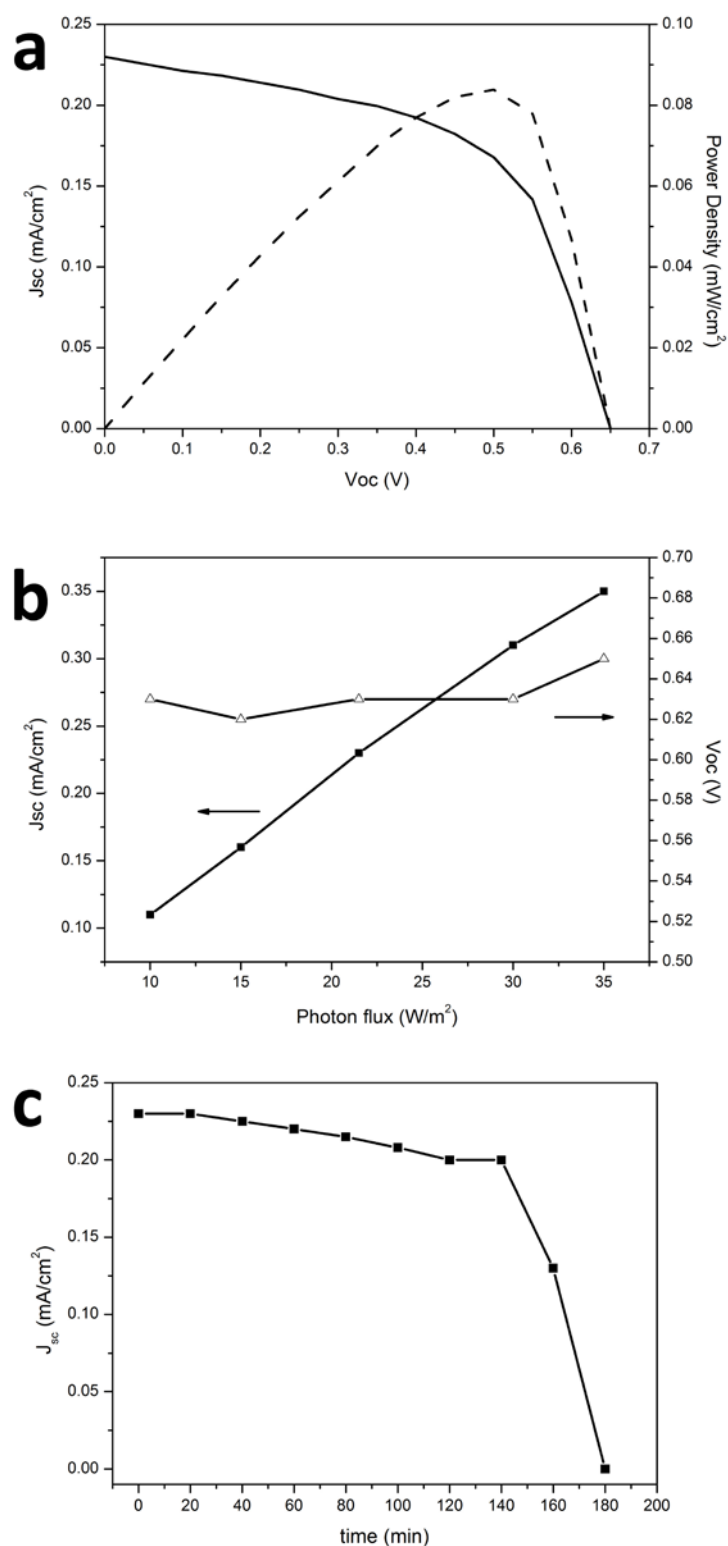 a
0.25
0.20
0.15
0.10
0.05
0.00
Jsc (mA/cm²)
0.10
0.08
0.06
0.04
0.02
0.00
Power Density (mW/cm²)
0.0 0.1 0.2 0.3 0.4 0.5 0.6 0.7
Voc (V)
b
0.35
0.30
0.25
0.20
0.15
0.10
Jsc (mA/cm²)
0.70
0.68
0.66
0.64
0.62
0.60
0.58
0.56
0.54
0.52
0.50
Voc (V)
10 15 20 25 30 35
Photon flux (W/m²)
c
0.25
0.20
0.15
0.10
0.05
0.00
Jsc (mA/cm²)
0 20 40 60 80 100 120 140 160 180 200
time (min)